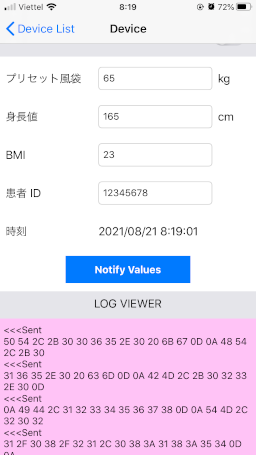 Viettel 8:19 72%
Device List Device
プリセット風袋 65 kg
身長値 165 cm
BMI 23
患者 ID 12345678
時刻 2021/08/21 8:19:01
Notify Values
LOG VIEWER
<<<Sent
50 54 2C 2B 30 30 36 35 2E 30 20 6B 67 0D 0A 48 54
2C 2B 30
<<<Sent
31 36 35 2E 30 20 63 6D 0D 0A 42 4D 2C 2B 30 32 33
2E 30 0D
<<<Sent
0A 49 44 2C 31 32 33 34 35 36 37 38 0D 0A 54 4D 2C
32 30 32
<<<Sent
31 2F 30 38 2F 32 31 2C 30 38 3A 31 38 3A 35 34 0D
0A